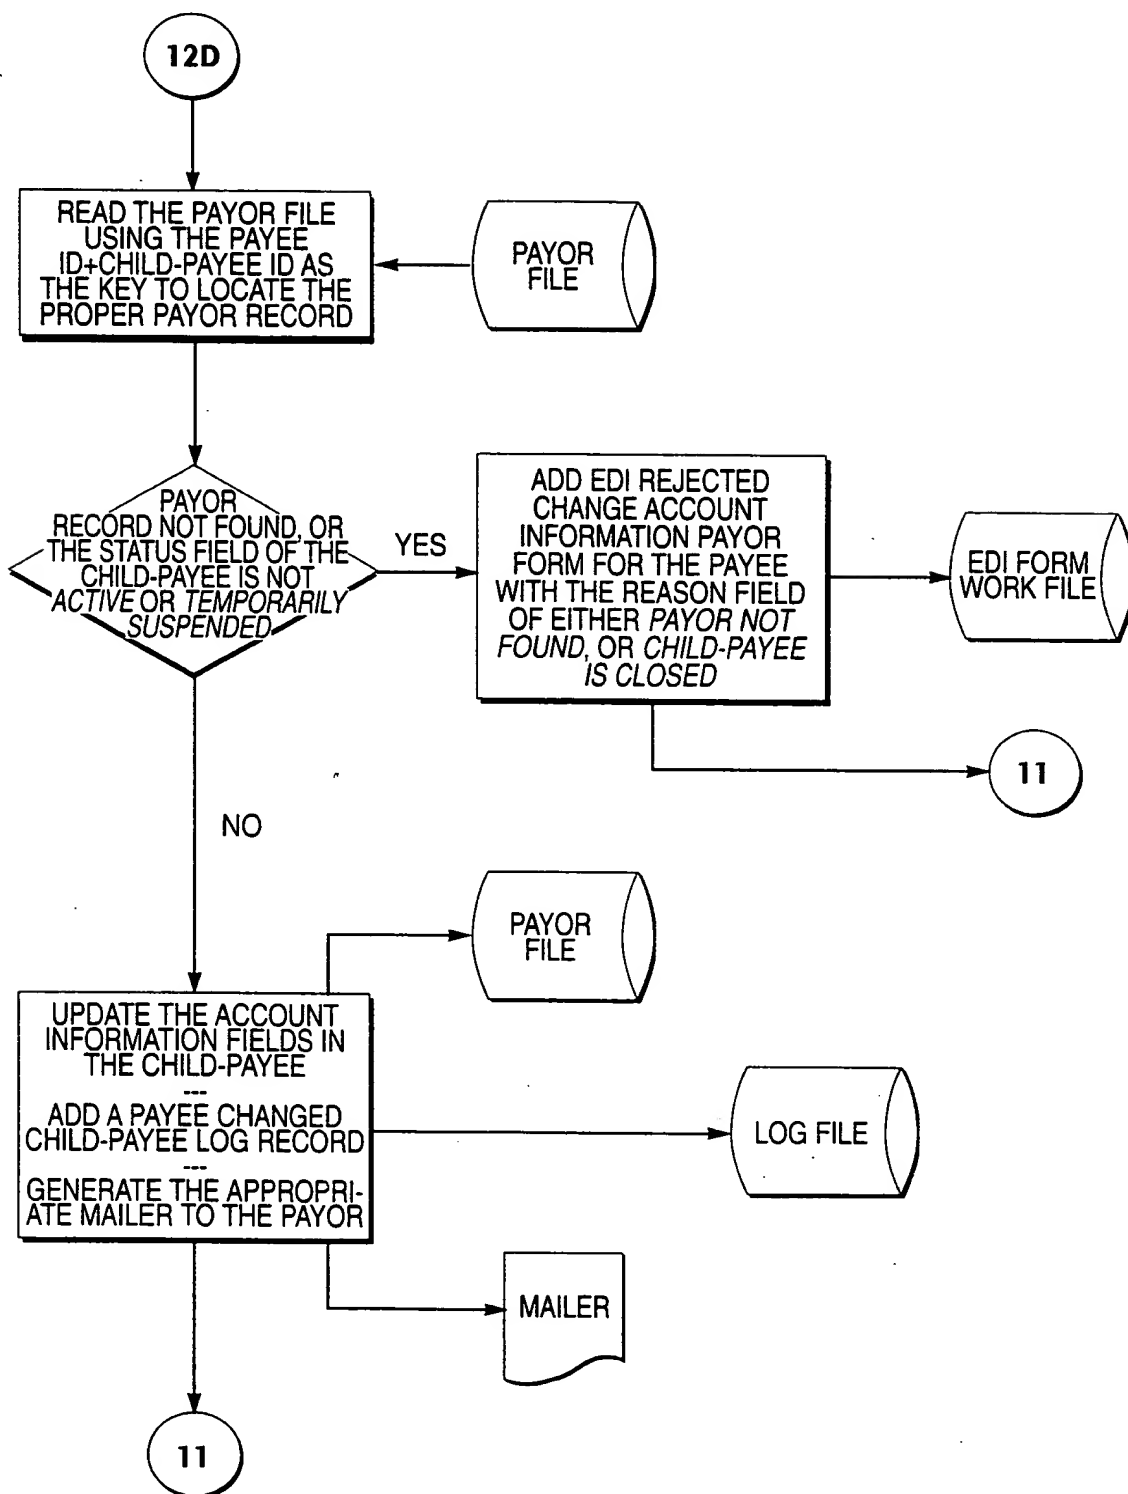 12D
READ THE PAYOR FILE
USING THE PAYEE
ID+CHILD-PAYEE ID AS
THE KEY TO LOCATE THE
PROPER PAYOR RECORD
PAYOR
FILE
PAYOR
RECORD NOT FOUND, OR
THE STATUS FIELD OF THE
CHILD-PAYEE IS NOT
ACTIVE OR TEMPORARILY
SUSPENDED
YES
ADD EDI REJECTED
CHANGE ACCOUNT
INFORMATION PAYOR
FORM FOR THE PAYEE
WITH THE REASON FIELD
OF EITHER PAYOR NOT
FOUND, OR CHILD-PAYEE
IS CLOSED
EDI FORM
WORK FILE
11
NO
PAYOR
FILE
UPDATE THE ACCOUNT
INFORMATION FIELDS IN
THE CHILD-PAYEE
---
ADD A PAYEE CHANGED
CHILD-PAYEE LOG RECORD
---
GENERATE THE APPROPRI-
ATE MAILER TO THE PAYOR
LOG FILE
MAILER
11